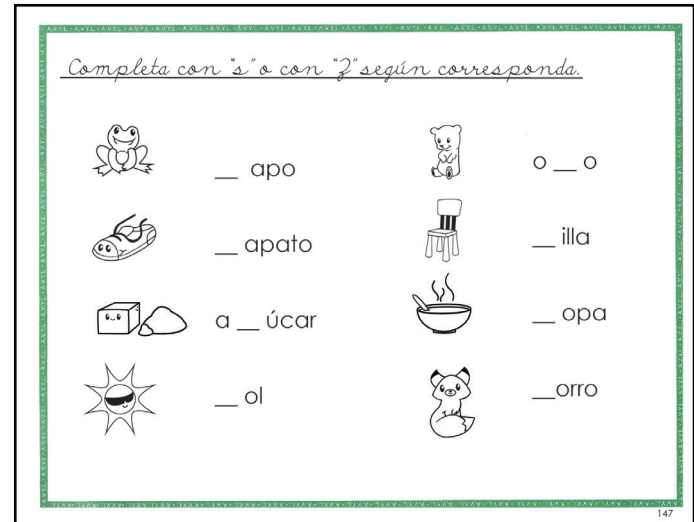 Completa con "s" o con "z" según corresponda.
__ apo
o __ o
__ apato
__ illa
a __ úcar
__ opa
__ ol
__orro
147